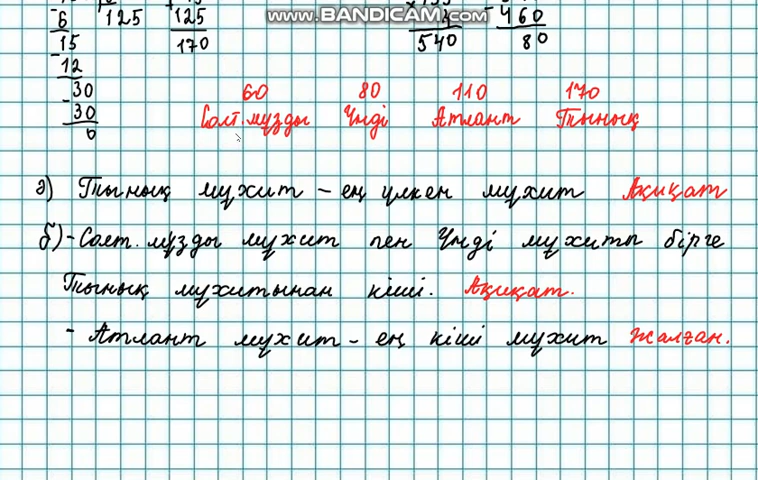 WWW.BANDICAM.COM
6 125 125 460
15 170 540 80
12
30 60 80 110 170
30 Солт. мұзды Үнді Атлант Тынық
0
ә) Тынық мұхит – ең үлкен мұхит Ақиқат
б) - Солт. мұзды мұхит пен Үнді мұхиты бірге
Тынық мұхитынан кіші. Ақиқат.
- Атлант мұхит – ең кіші мұхит Жалған.